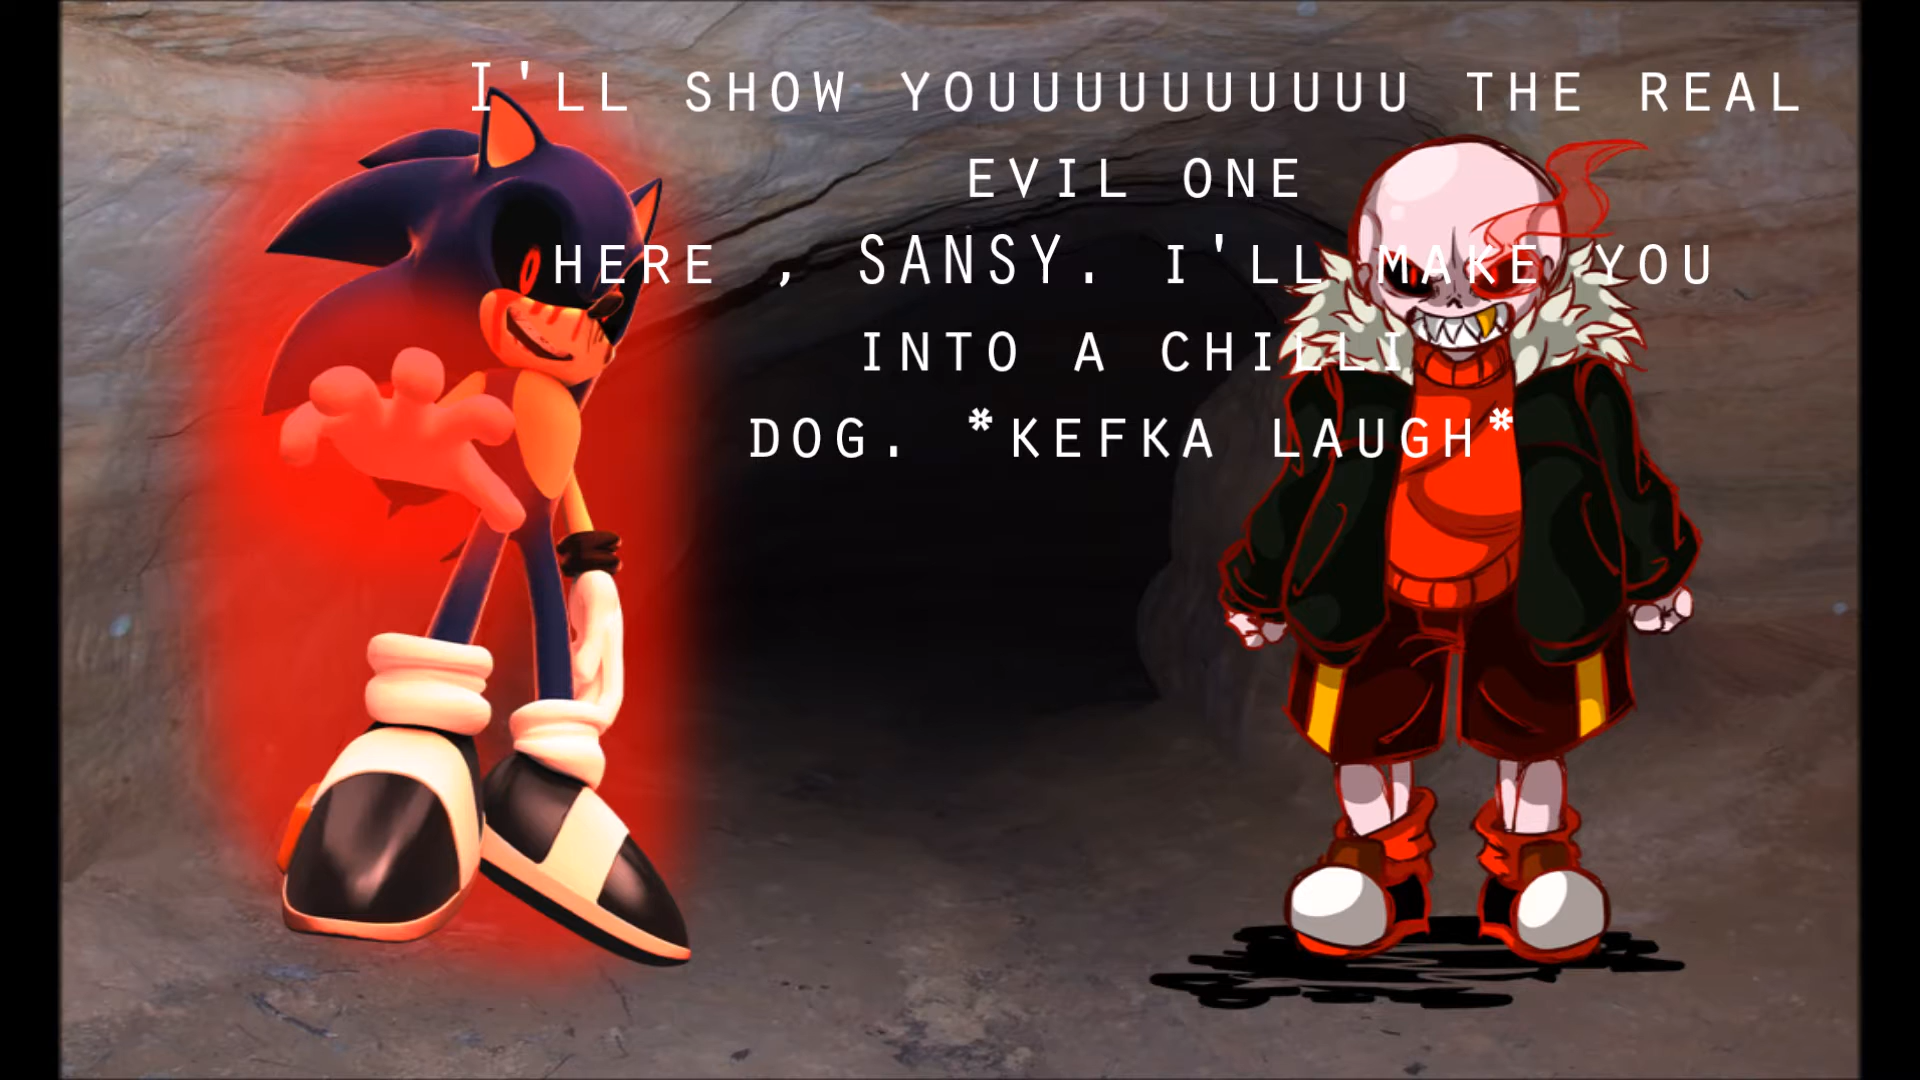 I'LL SHOW YOUUUUUUUUUU THE REAL
EVIL ONE
HERE , SANSY. I'LL MAKE YOU
INTO A CHILLI
DOG. *KEFKA LAUGH*